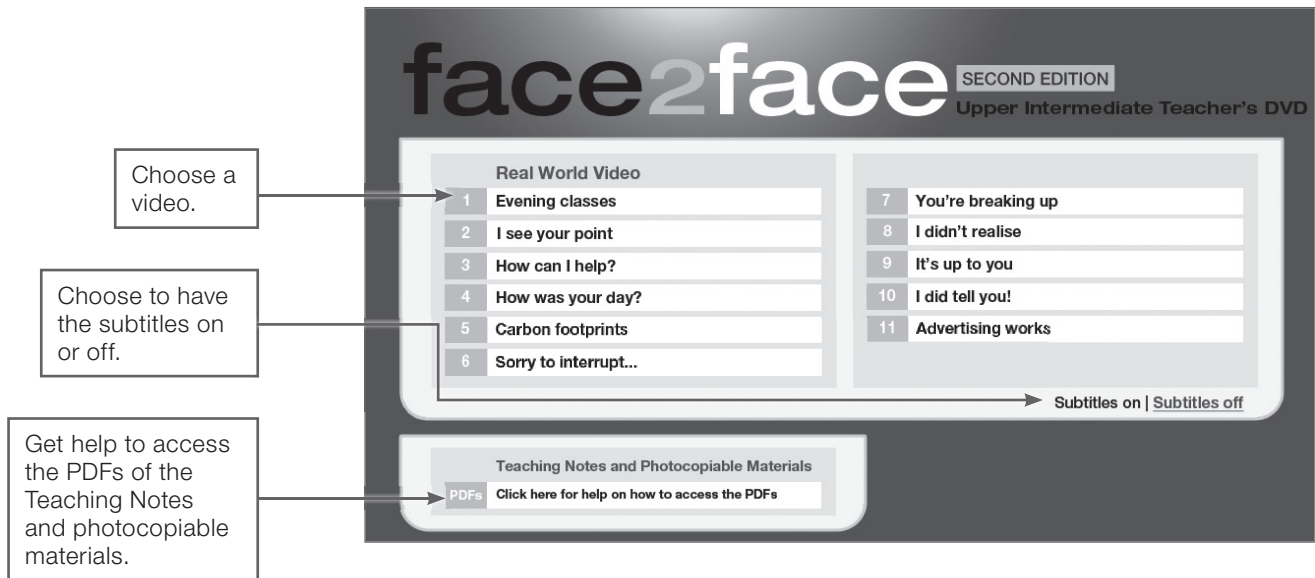 face2face
SECOND EDITION
Upper Intermediate Teacher's DVD
Choose a
video.
Choose to have
the subtitles on
or off.
Get help to access
the PDFs of the
Teaching Notes
and photocopiable
materials.
Real World Video
1 Evening classes
2 I see your point
3 How can I help?
4 How was your day?
5 Carbon footprints
6 Sorry to interrupt...
7 You're breaking up
8 I didn't realise
9 It's up to you
10 I did tell you!
11 Advertising works
Subtitles on | Subtitles off
Teaching Notes and Photocopiable Materials
PDFs Click here for help on how to access the PDFs